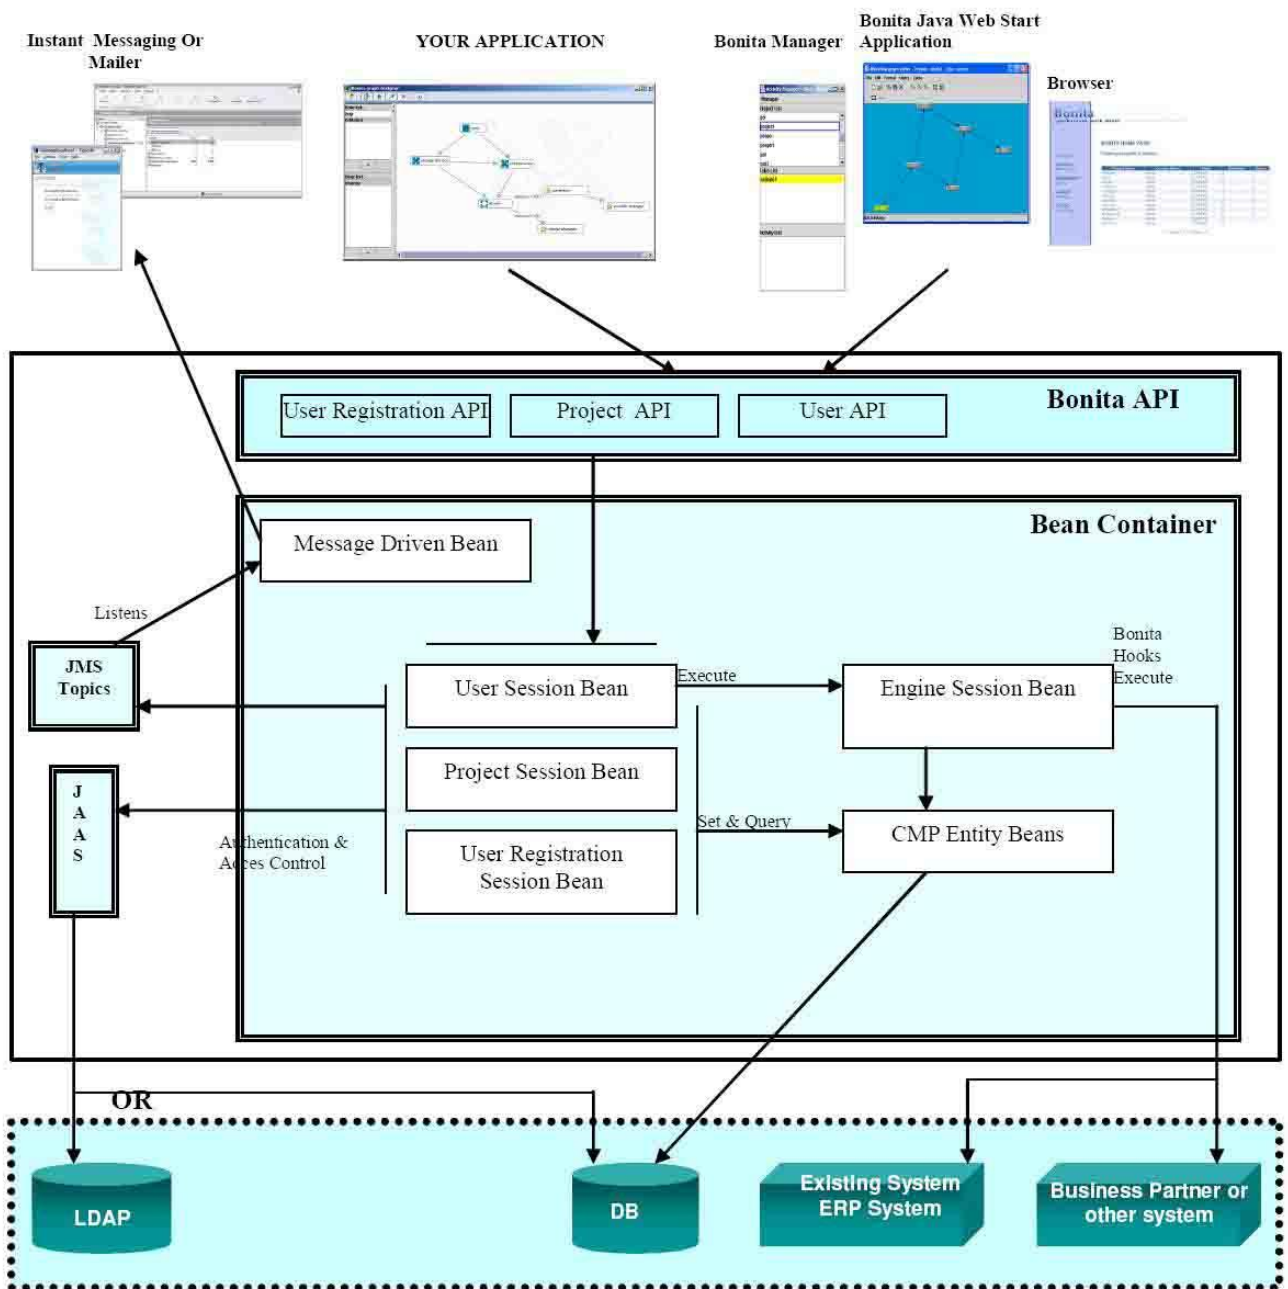 Bonita Java Web Start
Application
Instant Messaging Or
Mailer
YOUR APPLICATION
Bonita Manager
Browser
Bonita
User Registration API
Project API
User API
Bonita API
Bean Container
Message Driven Bean
Listens
JMS
Topics
User Session Bean
Execute
Engine Session Bean
Bonita
Hooks
Execute
Project Session Bean
J
A
A
S
Authentication &
Acces Control
Set & Query
CMP Entity Beans
User Registration
Session Bean
OR
LDAP
DB
Existing System
ERP System
Business Partner or
other system